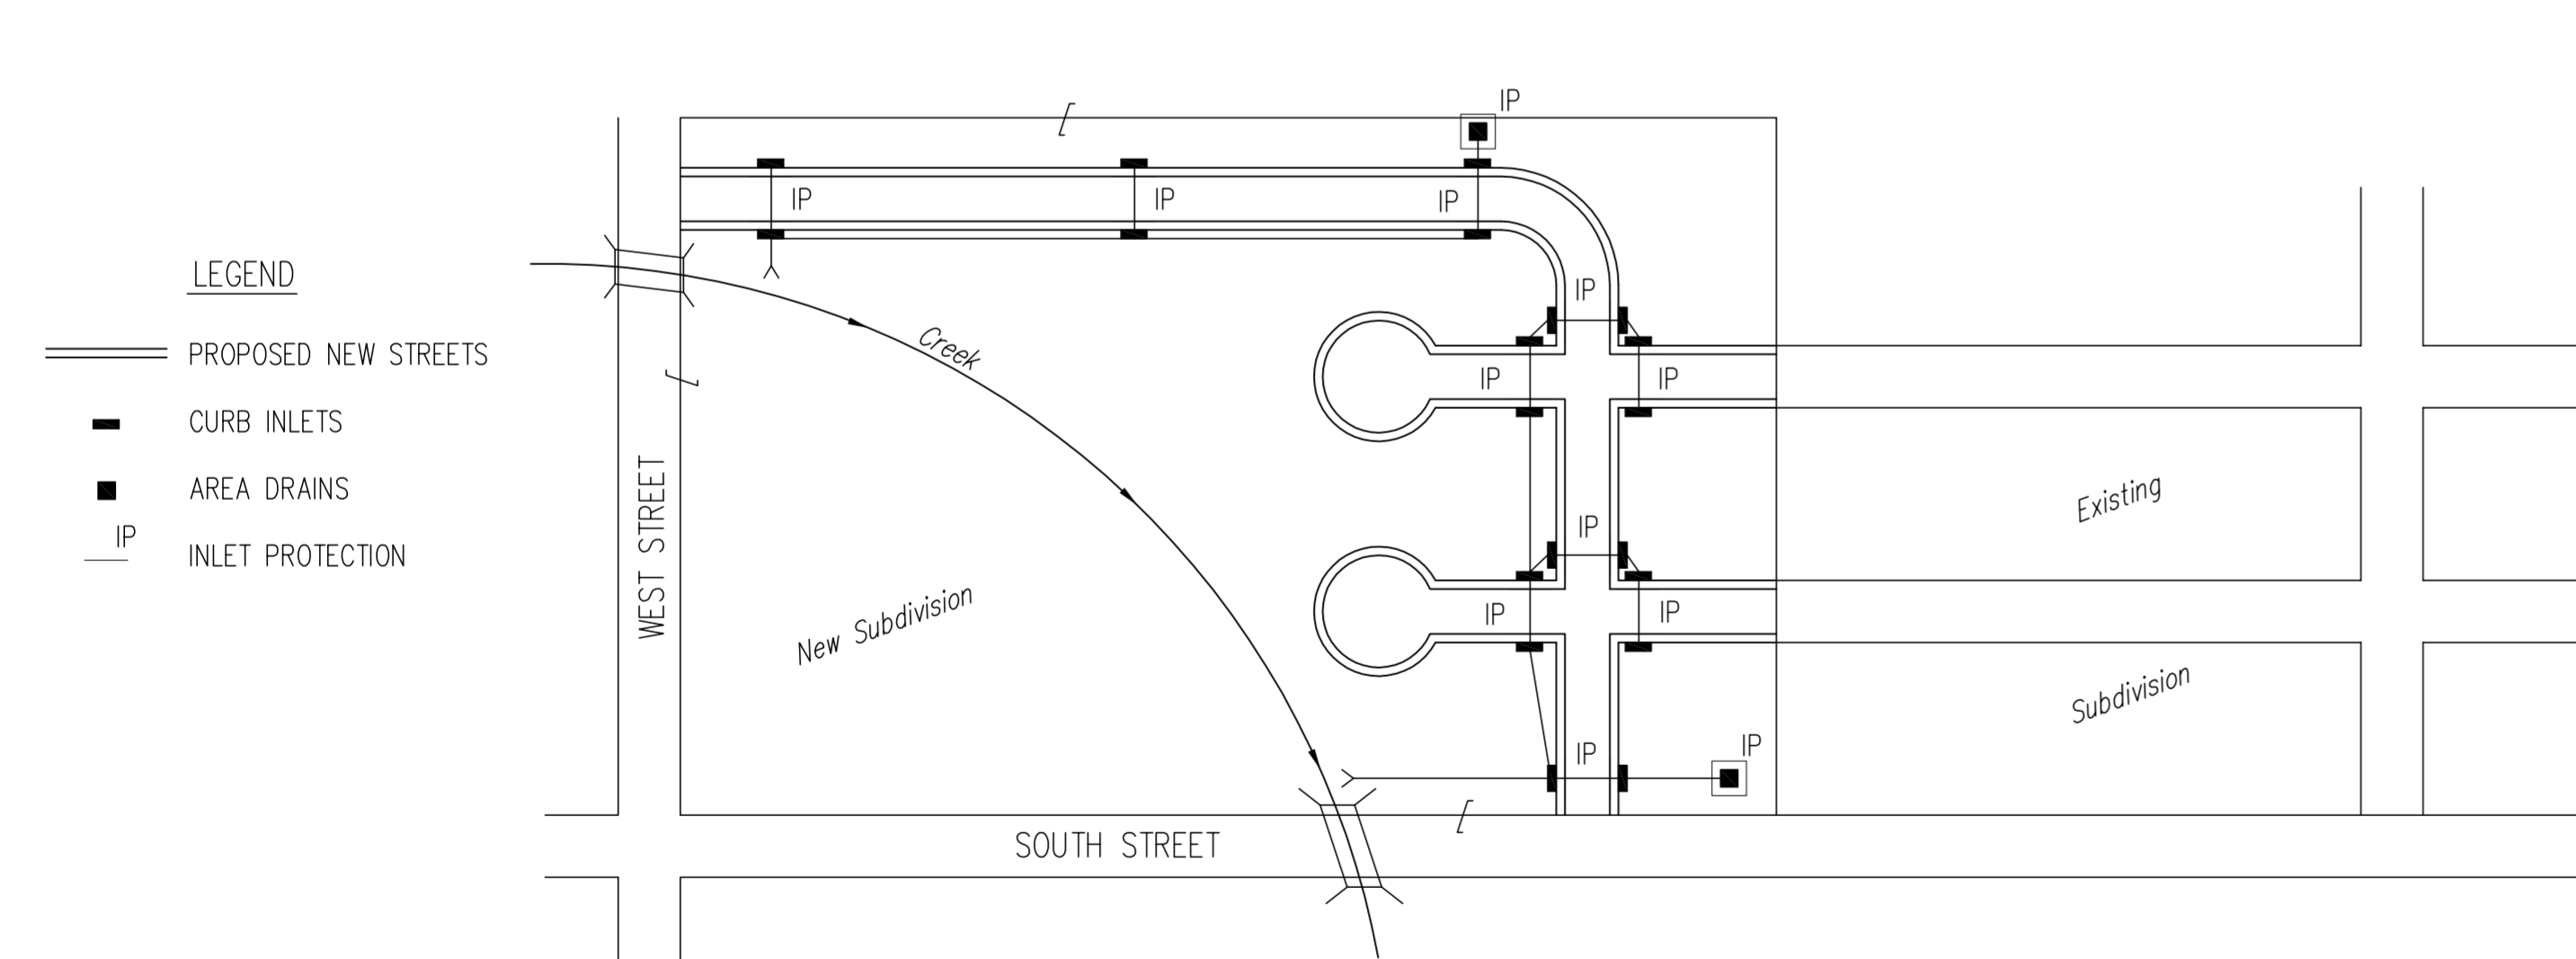 IP
IP
IP
IP
LEGEND
IP
PROPOSED NEW STREETS
Creek
IP
IP
CURB INLETS
AREA DRAINS
Existing
IP
IP
INLET PROTECTION
WEST STREET
New Subdivision
IP
IP
Subdivision
IP
IP
SOUTH STREET